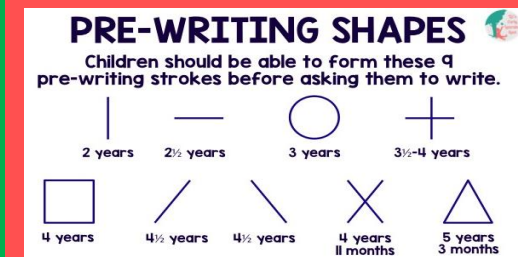 PRE-WRITING SHAPES
Children should be able to form these 9
pre-writing strokes before asking them to write.
2 years 2½ years 3 years 3½-4 years
4 years 4½ years 4½ years 4 years 5 years
11 months 3 months